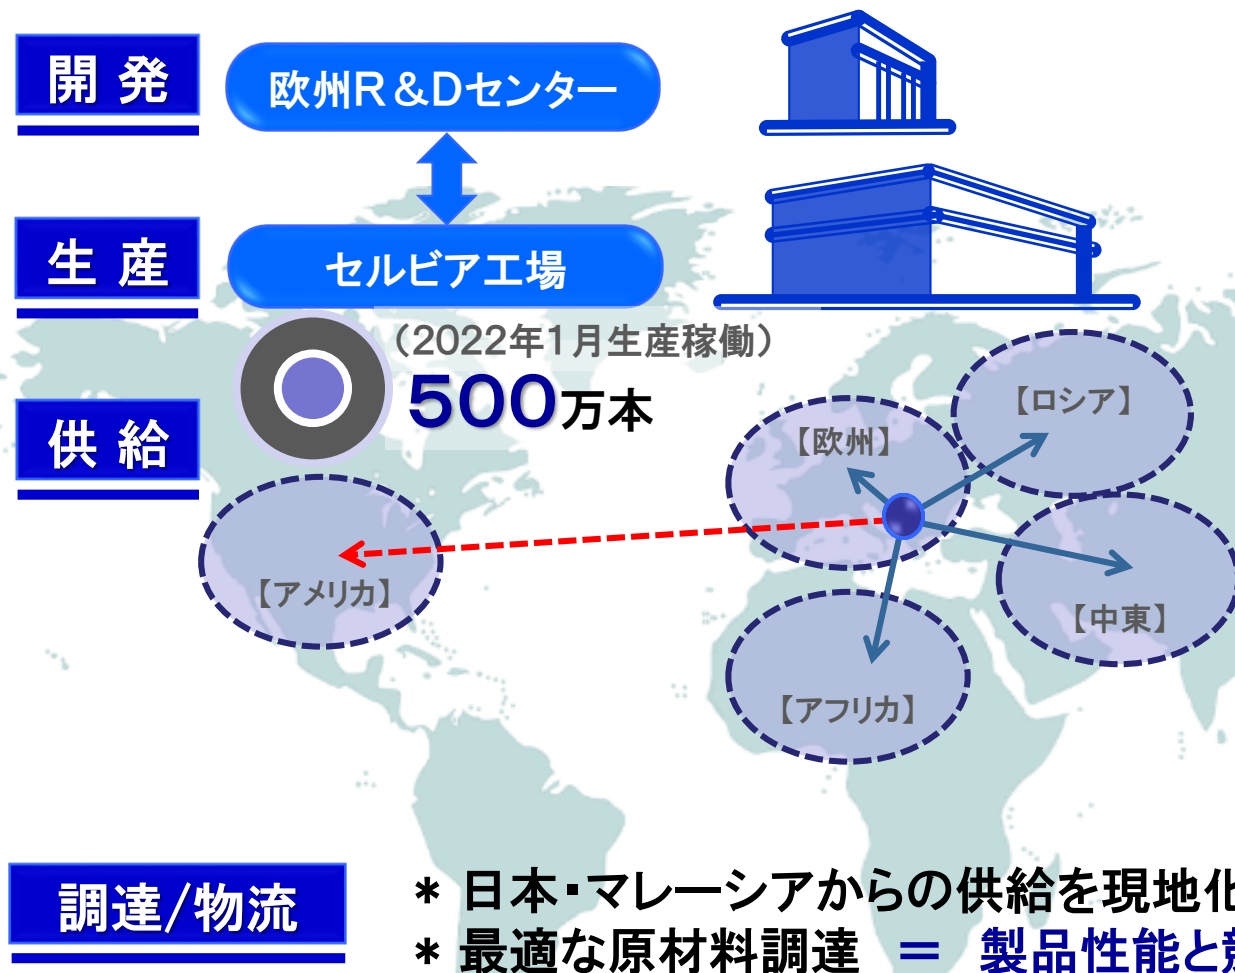 開発
欧州R&Dセンター
生産
セルビア工場
（2022年1月生産稼働）
500万本
供給
【ロシア】
【欧州】
【アメリカ】
【中東】
【アフリカ】
調達/物流
* 日本・マレーシアからの供給を現地化
* 最適な原材料調達 = 製品性能と